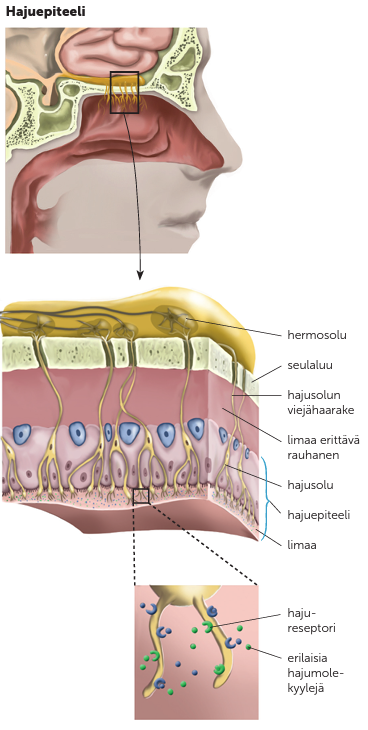 Hajuepiteeli
hermosolu
seulaluu
hajusolun
viejähaarake
limaa erittävä
rauhanen
hajusolu
hajuepiteeli
limaa
haju-
reseptori
erilaisia
hajumole-
kyylejä